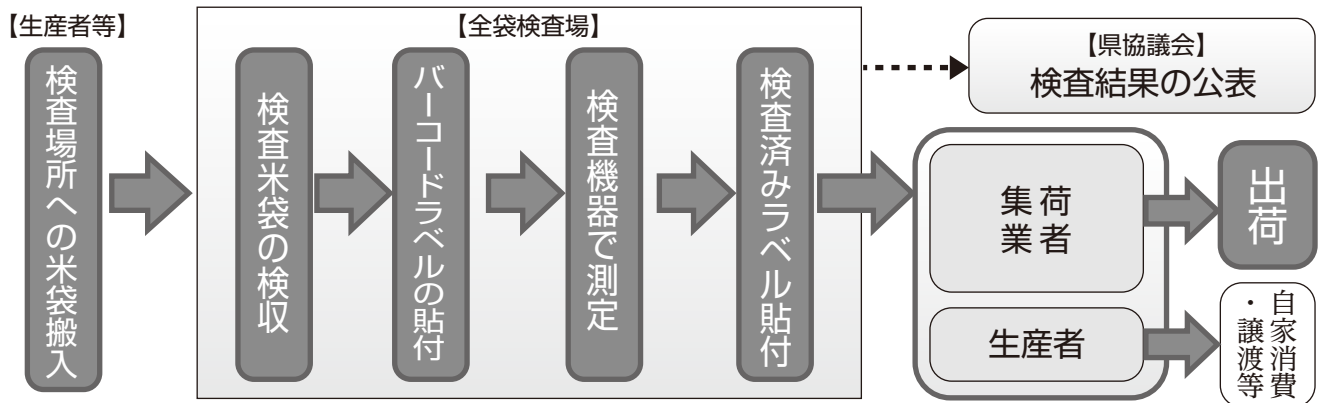 【生産者等】
検査場所への米袋搬入
【全袋検査場】
検査米袋の検収
バーコードラベルの貼付
検査機器で測定
検査済みラベル貼付
【県協議会】
検査結果の公表
集荷
業者
生産者
出荷
自家消費
・譲渡等